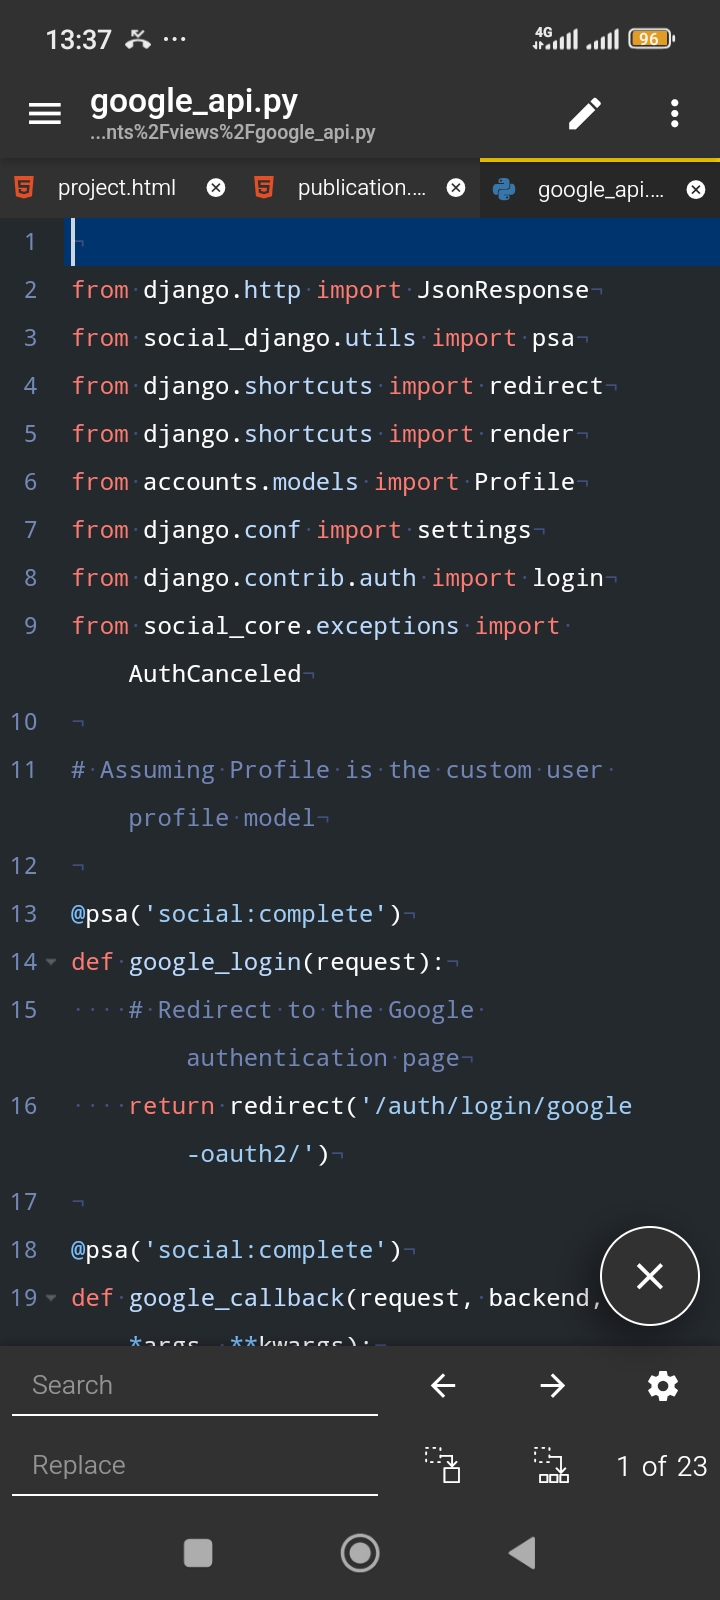 13:37
4G
96
google_api.py
...nts%2Fviews%2Fgoogle_api.py
project.html
publication....
google_api....
1
2 from django.http import JsonResponse
3 from social_django.utils import psa
4 from django.shortcuts import redirect
5 from django.shortcuts import render
6 from accounts.models import Profile
7 from django.conf import settings
8 from django.contrib.auth import login
9 from social_core.exceptions import
AuthCanceled
10
11 # Assuming Profile is the custom user
profile model
12
13 @psa('social:complete')
14 def google_login(request):
15 # Redirect to the Google
authentication page
16 return redirect('/auth/login/google
-oauth2/')
17
18 @psa('social:complete')
19 def google_callback(request, backend,
*args, **kwargs):
Search
Replace
1 of 23